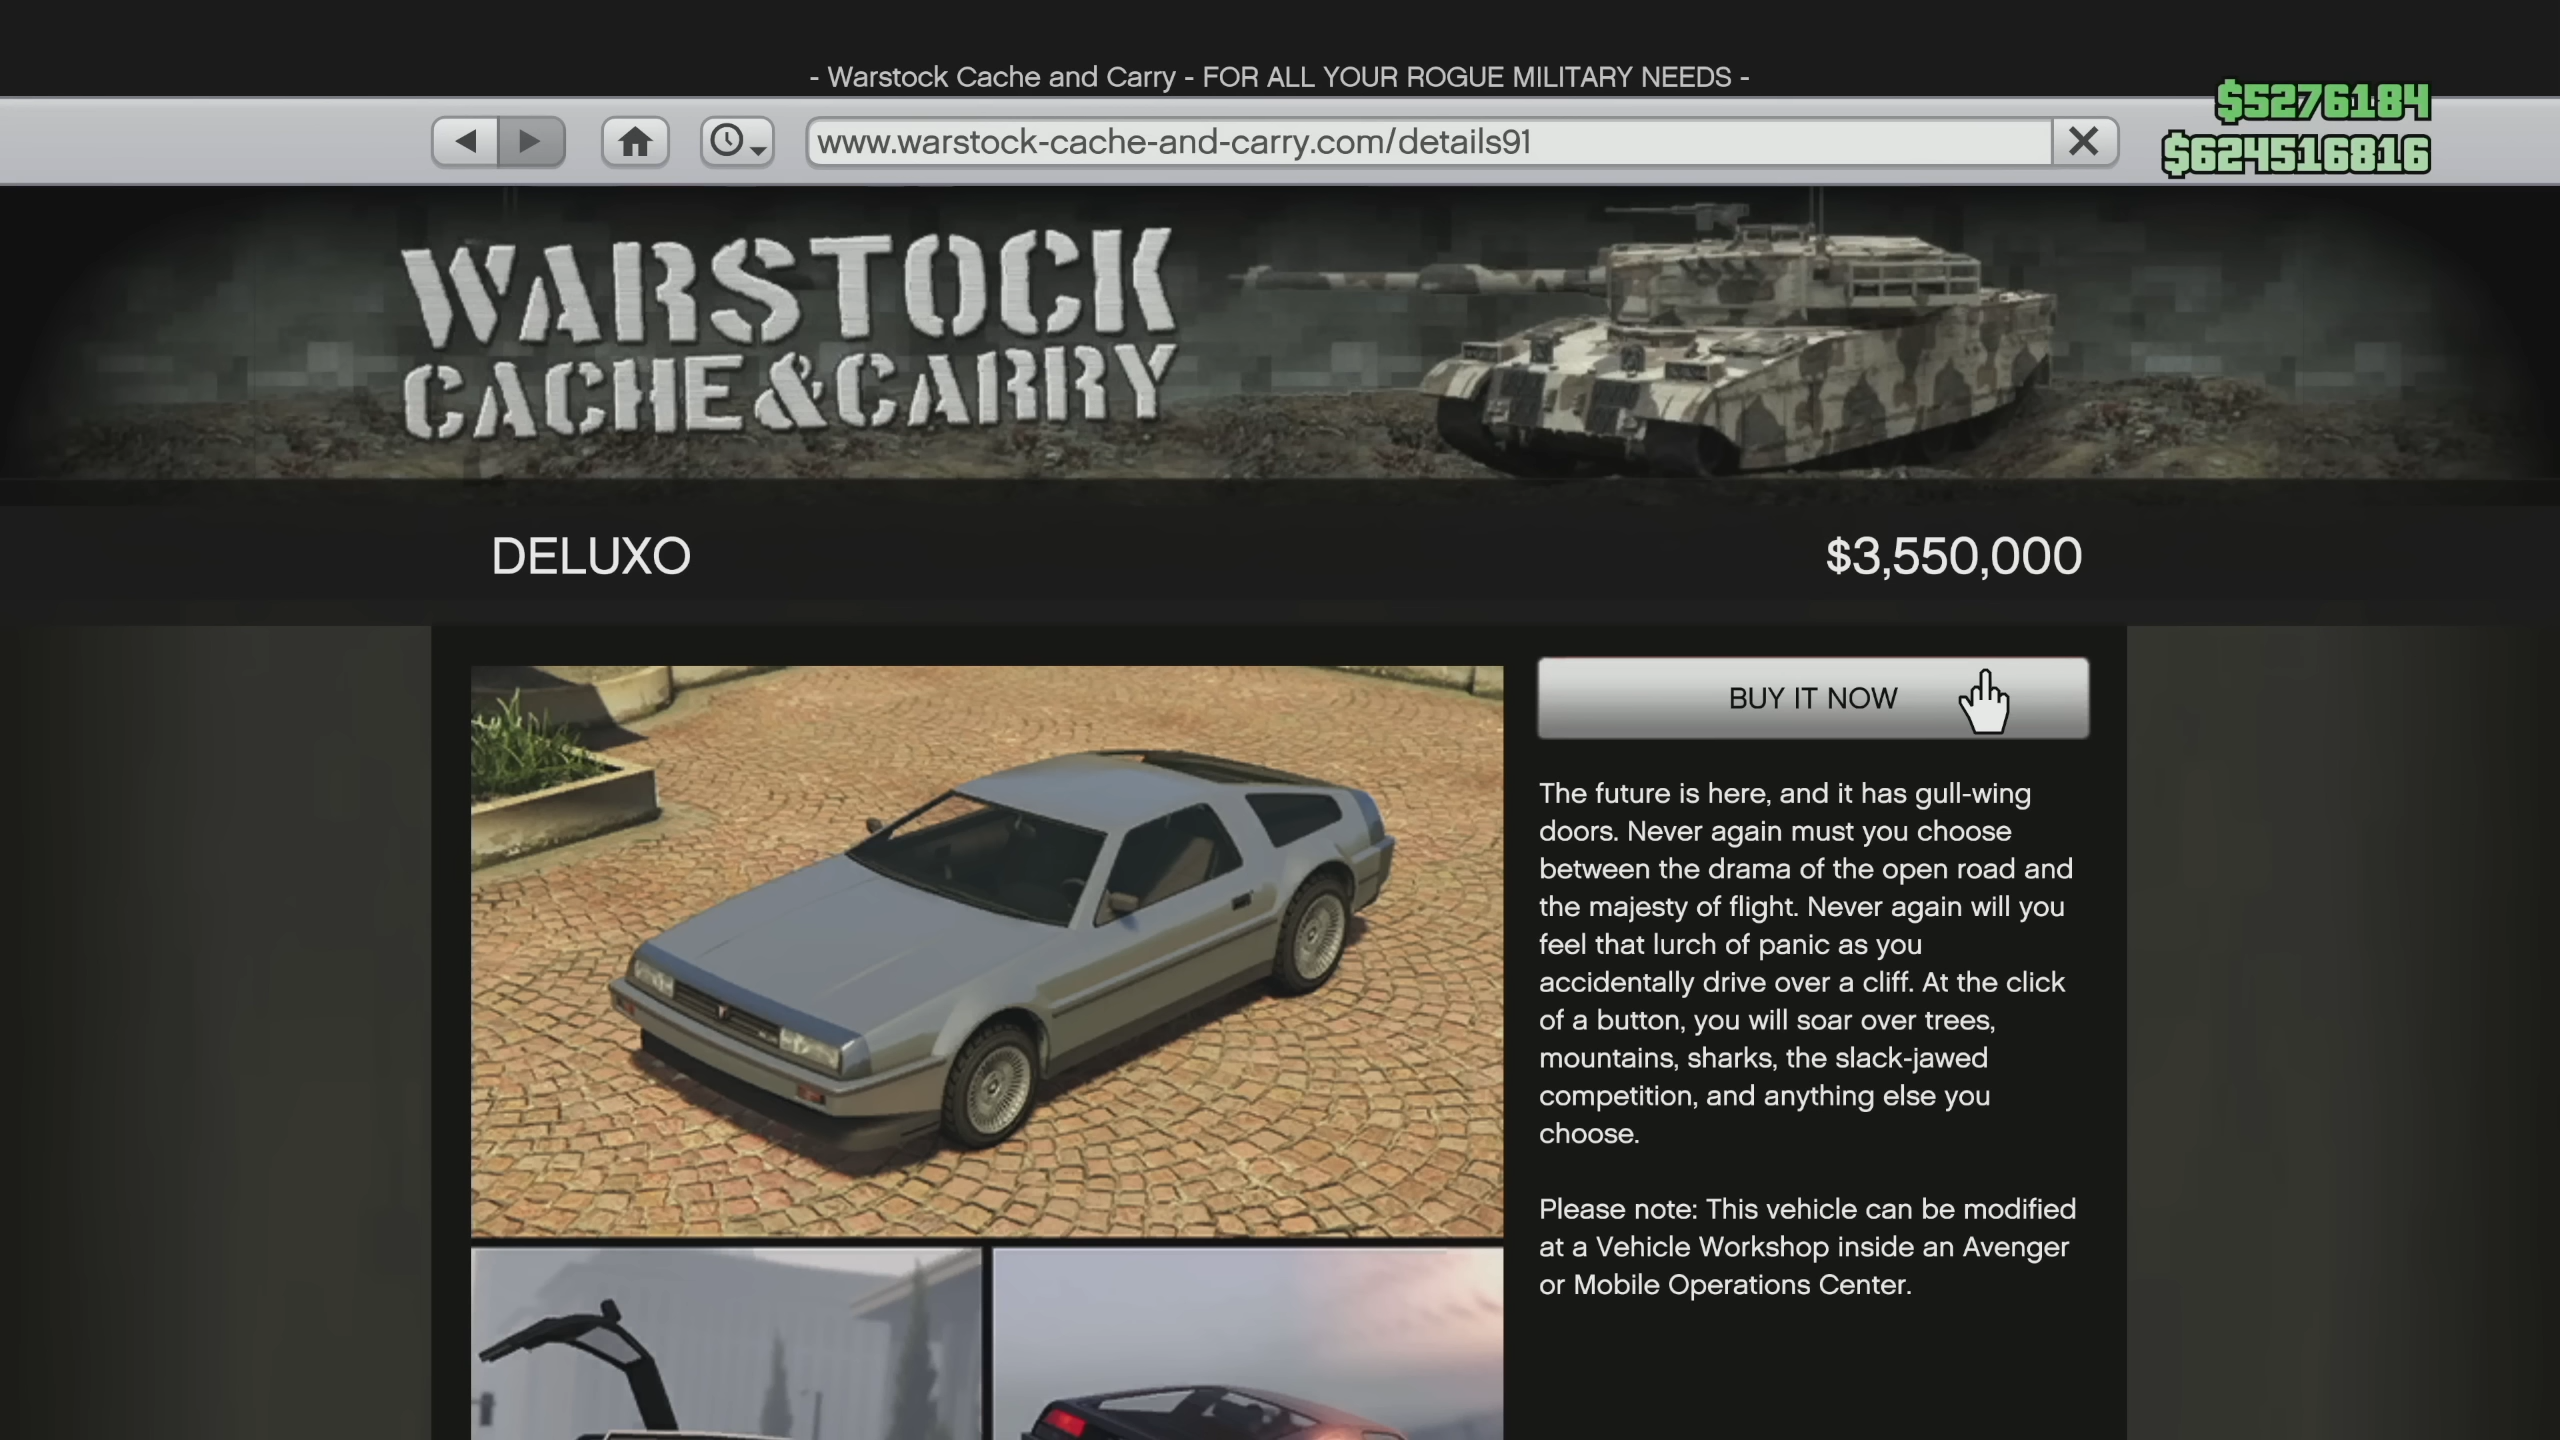 - Warstock Cache and Carry - FOR ALL YOUR ROGUE MILITARY NEEDS -
$5276184
www.warstock-cache-and-carry.com/details91
$624516816
WARSTOCK
CACHE&CARRY
DELUXO
$3,550,000
BUY IT NOW
The future is here, and it has gull-wing
doors. Never again must you choose
between the drama of the open road and
the majesty of flight. Never again will you
feel that lurch of panic as you
accidentally drive over a cliff. At the click
of a button, you will soar over trees,
mountains, sharks, the slack-jawed
competition, and anything else you
choose.
Please note: This vehicle can be modified
at a Vehicle Workshop inside an Avenger
or Mobile Operations Center.